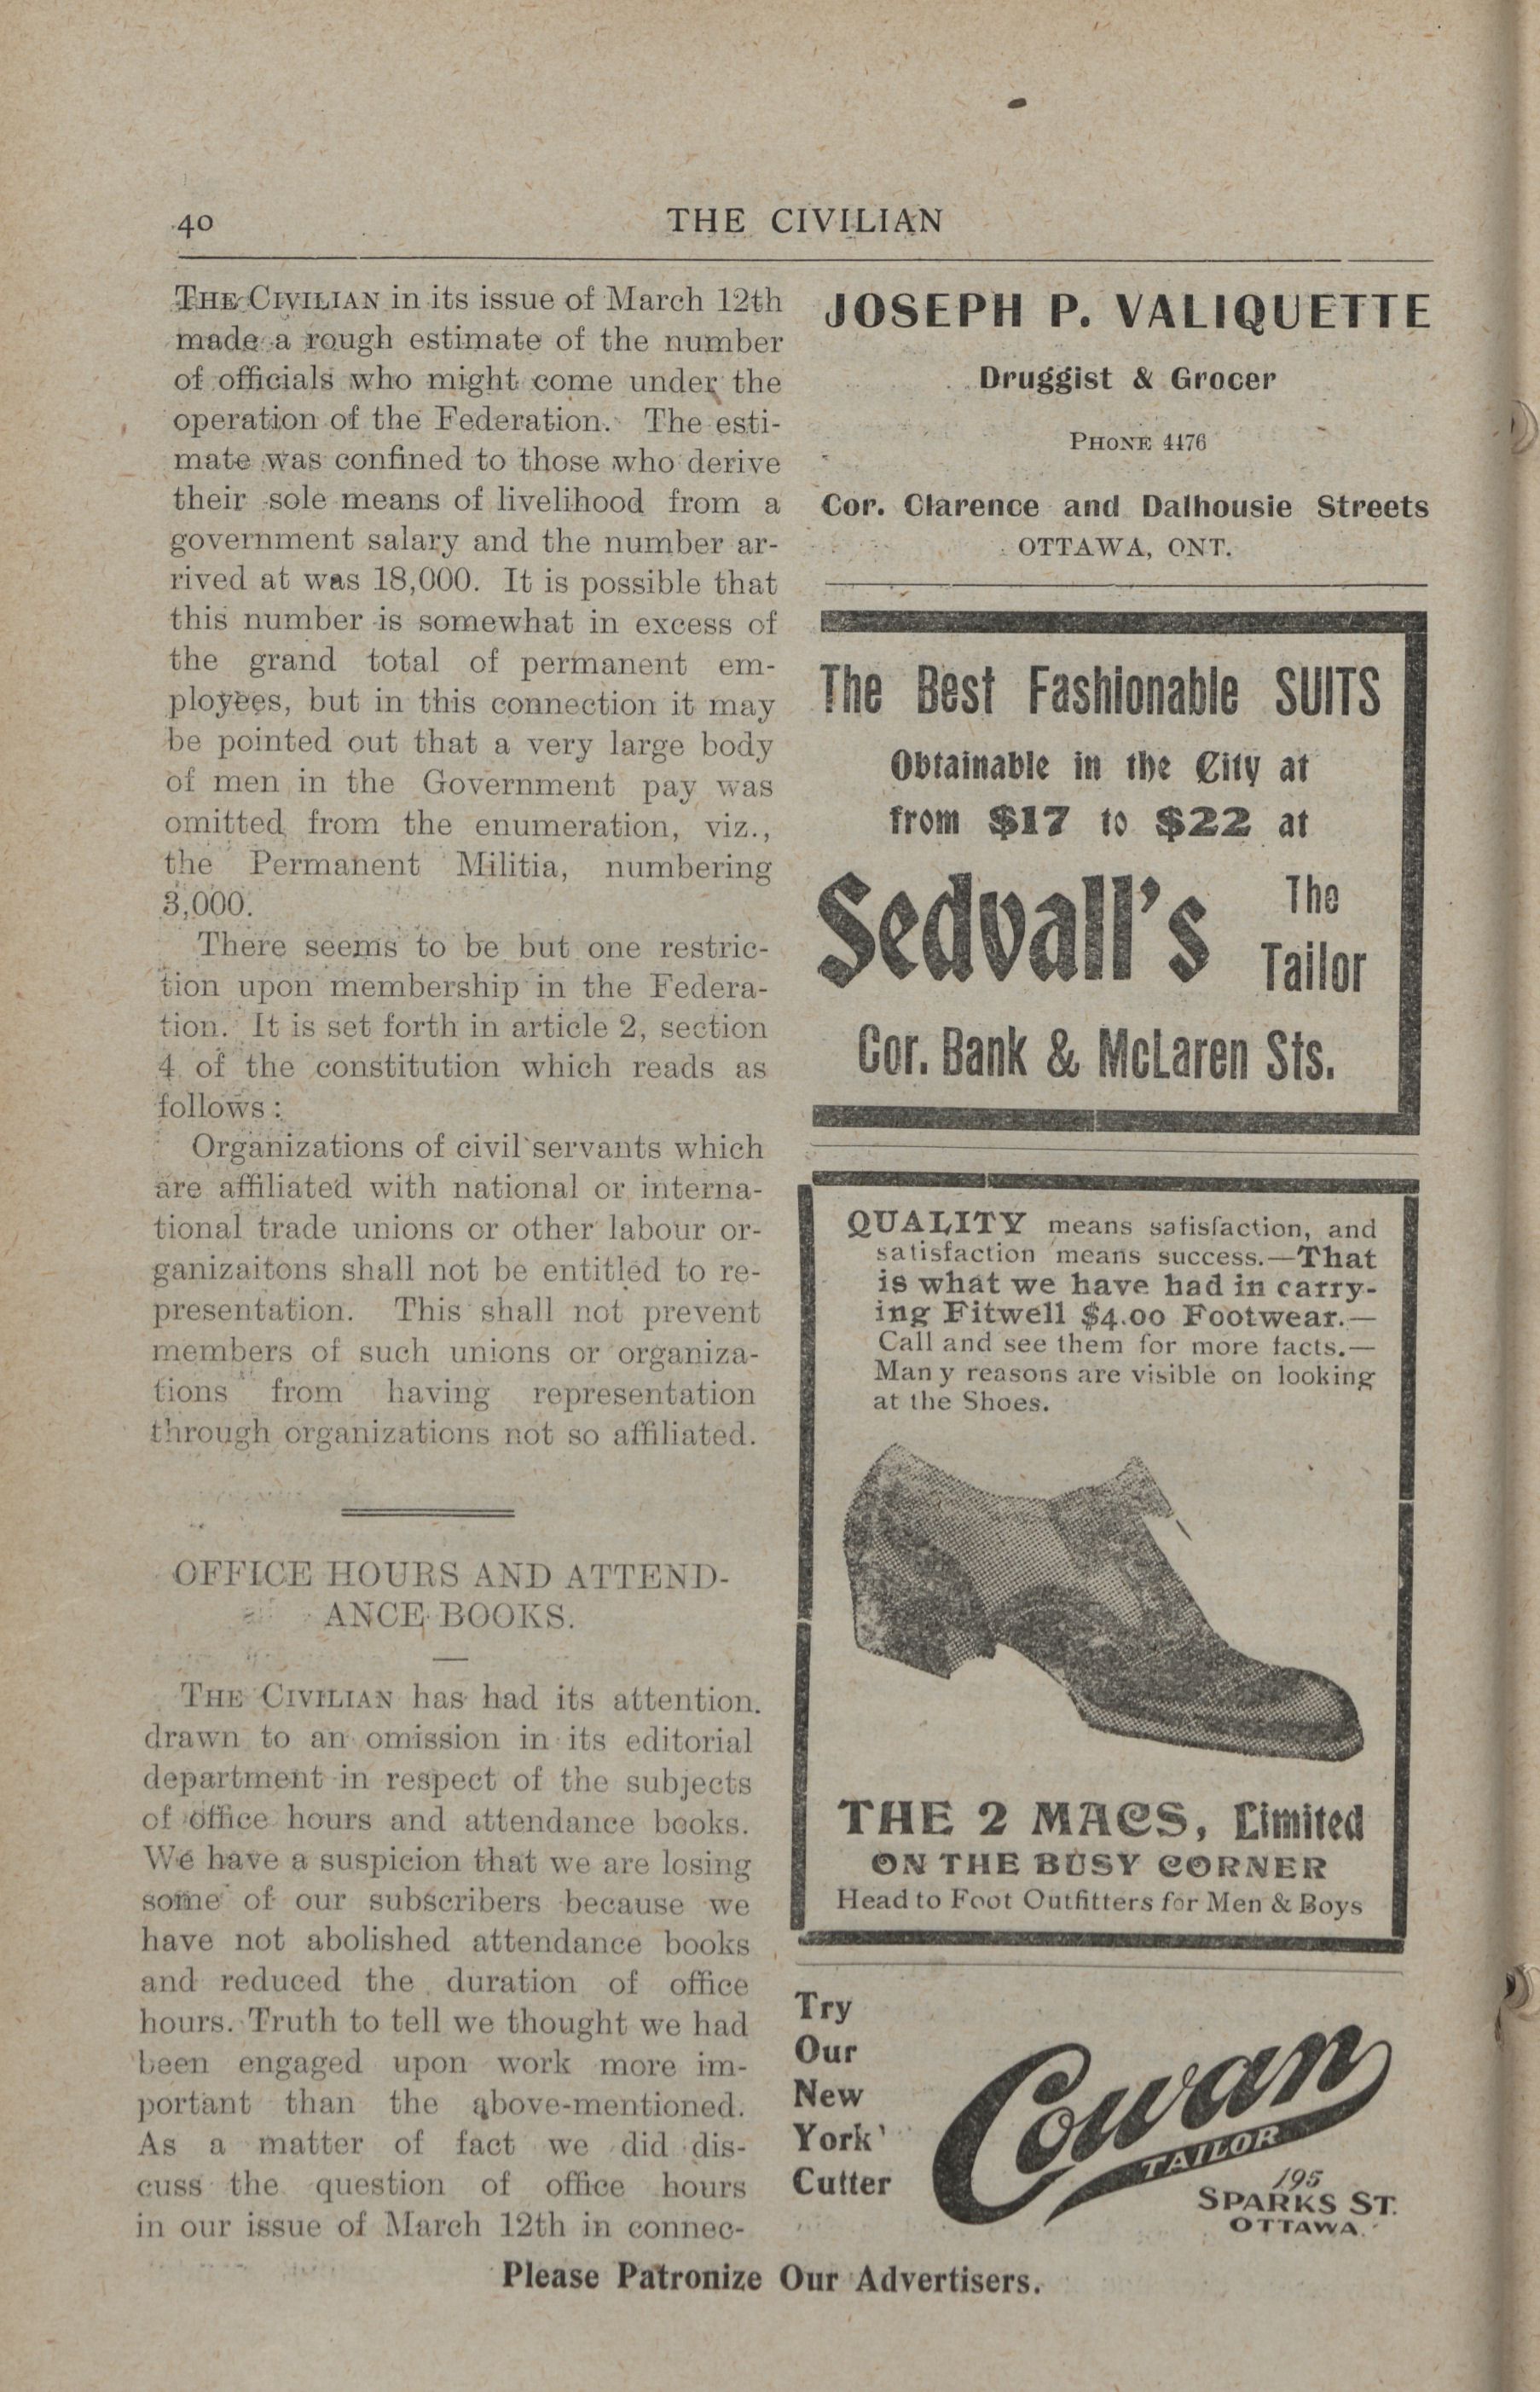 40
THE CIVILIAN
THE CIVILIAN in its issue of March 12th
made a rough estimate of the number
of officials who might come under the
operation of the Federation. The esti-
mate was confined to those who derive
their sole means of livelihood from a
government salary and the number ar-
rived at was 18,000. It is possible that
this number is somewhat in excess of
the grand total of permanent em-
ployees, but in this connection it may
be pointed out that a very large body
of men in the Government pay was
omitted from the enumeration, viz.,
the Permanent Militia, numbering
3,000.
There seems to be but one restric-
tion upon membership in the Federa-
tion. It is set forth in article 2, section
4 of the constitution which reads as
follows:
Organizations of civil servants which
are affiliated with national or interna-
tional trade unions or other labour or-
ganizaitons shall not be entitled to re-
presentation. This shall not prevent
members of such unions or organiza-
tions from having representation
through organizations not so affiliated.
OFFICE HOURS AND ATTEND-
ANCE BOOKS.
THE CIVILIAN has had its attention.
drawn to an omission in its editorial
department in respect of the subjects
of office hours and attendance books.
We have a suspicion that we are losing
some of our subscribers because we
have not abolished attendance books
and reduced the duration of office
hours. Truth to tell we thought we had
been engaged upon work more im-
portant than the above-mentioned.
As a matter of fact we did dis-
cuss the question of office hours
in our issue of March 12th in connec-
JOSEPH P. VALIQUETTE
Druggist & Grocer
PHONE 4176
Cor. Clarence and Dalhousie Streets
OTTAWA, ONT.
The Best Fashionable SUITS
Obtainable in the City at
from $17 to $22 at
Sedvall's The Tailor
Cor. Bank & McLaren Sts.
QUALITY means satisfaction, and
satisfaction means success.—That
is what we have had in carry-
ing Fitwell $4.00 Footwear.—
Call and see them for more facts.—
Many reasons are visible on looking
at the Shoes.
THE 2 MACS, Limited
ON THE BUSY CORNER
Head to Foot Outfitters for Men & Boys
Try
Our
New
York
Cutter
Cowan
TAILOR
195
SPARKS ST.
OTTAWA.
Please Patronize Our Advertisers.